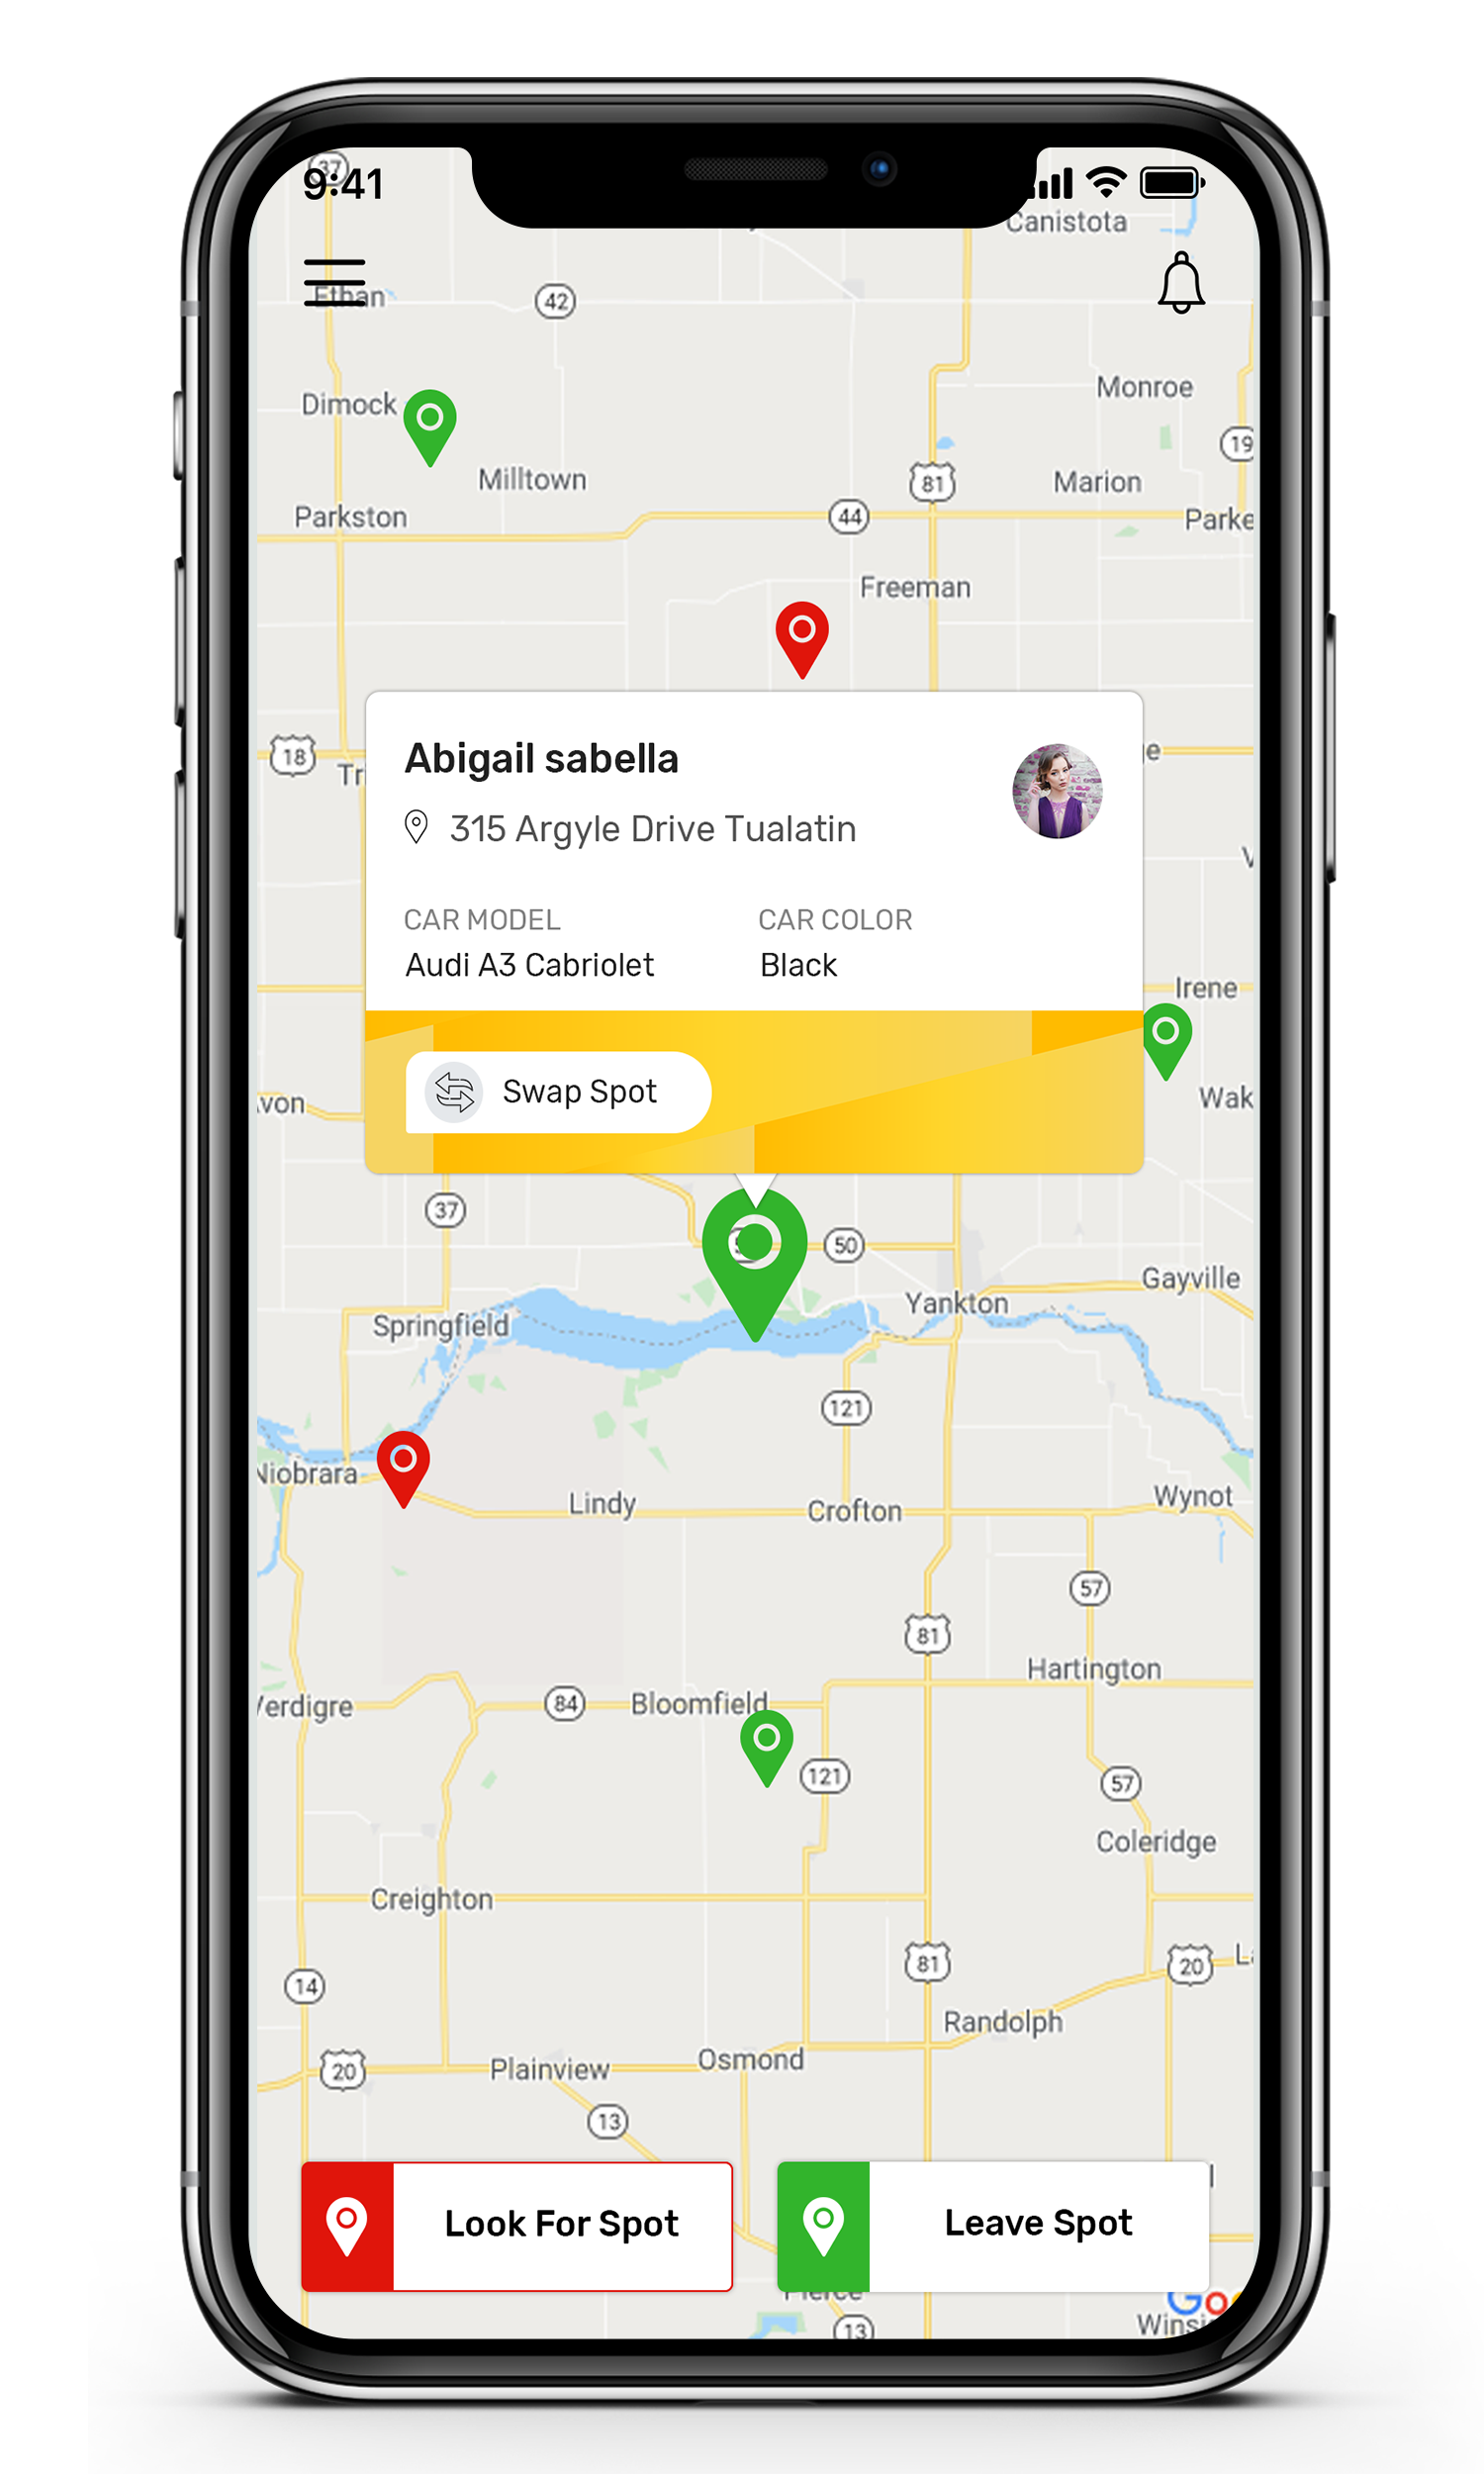 9:41
37
Canistota
Ethan
42
Dimock
Monroe
19
Milltown
81
Marion
Parkston
44
Parke
Freeman
18
Tr
Abigail sabella
315 Argyle Drive Tualatin
CAR MODEL
CAR COLOR
Audi A3 Cabriolet
Black
Irene
Swap Spot
von
Wak
37
50
Gayville
Yankton
Springfield
121
Niobrara
Lindy
Crofton
Wynot
57
81
Hartington
Verdigre
84
Bloomfield
121
57
Coleridge
Creighton
14
81
20
Randolph
20
Plainview
Osmond
13
Look For Spot
Leave Spot
Pierce
Go
13
Wins